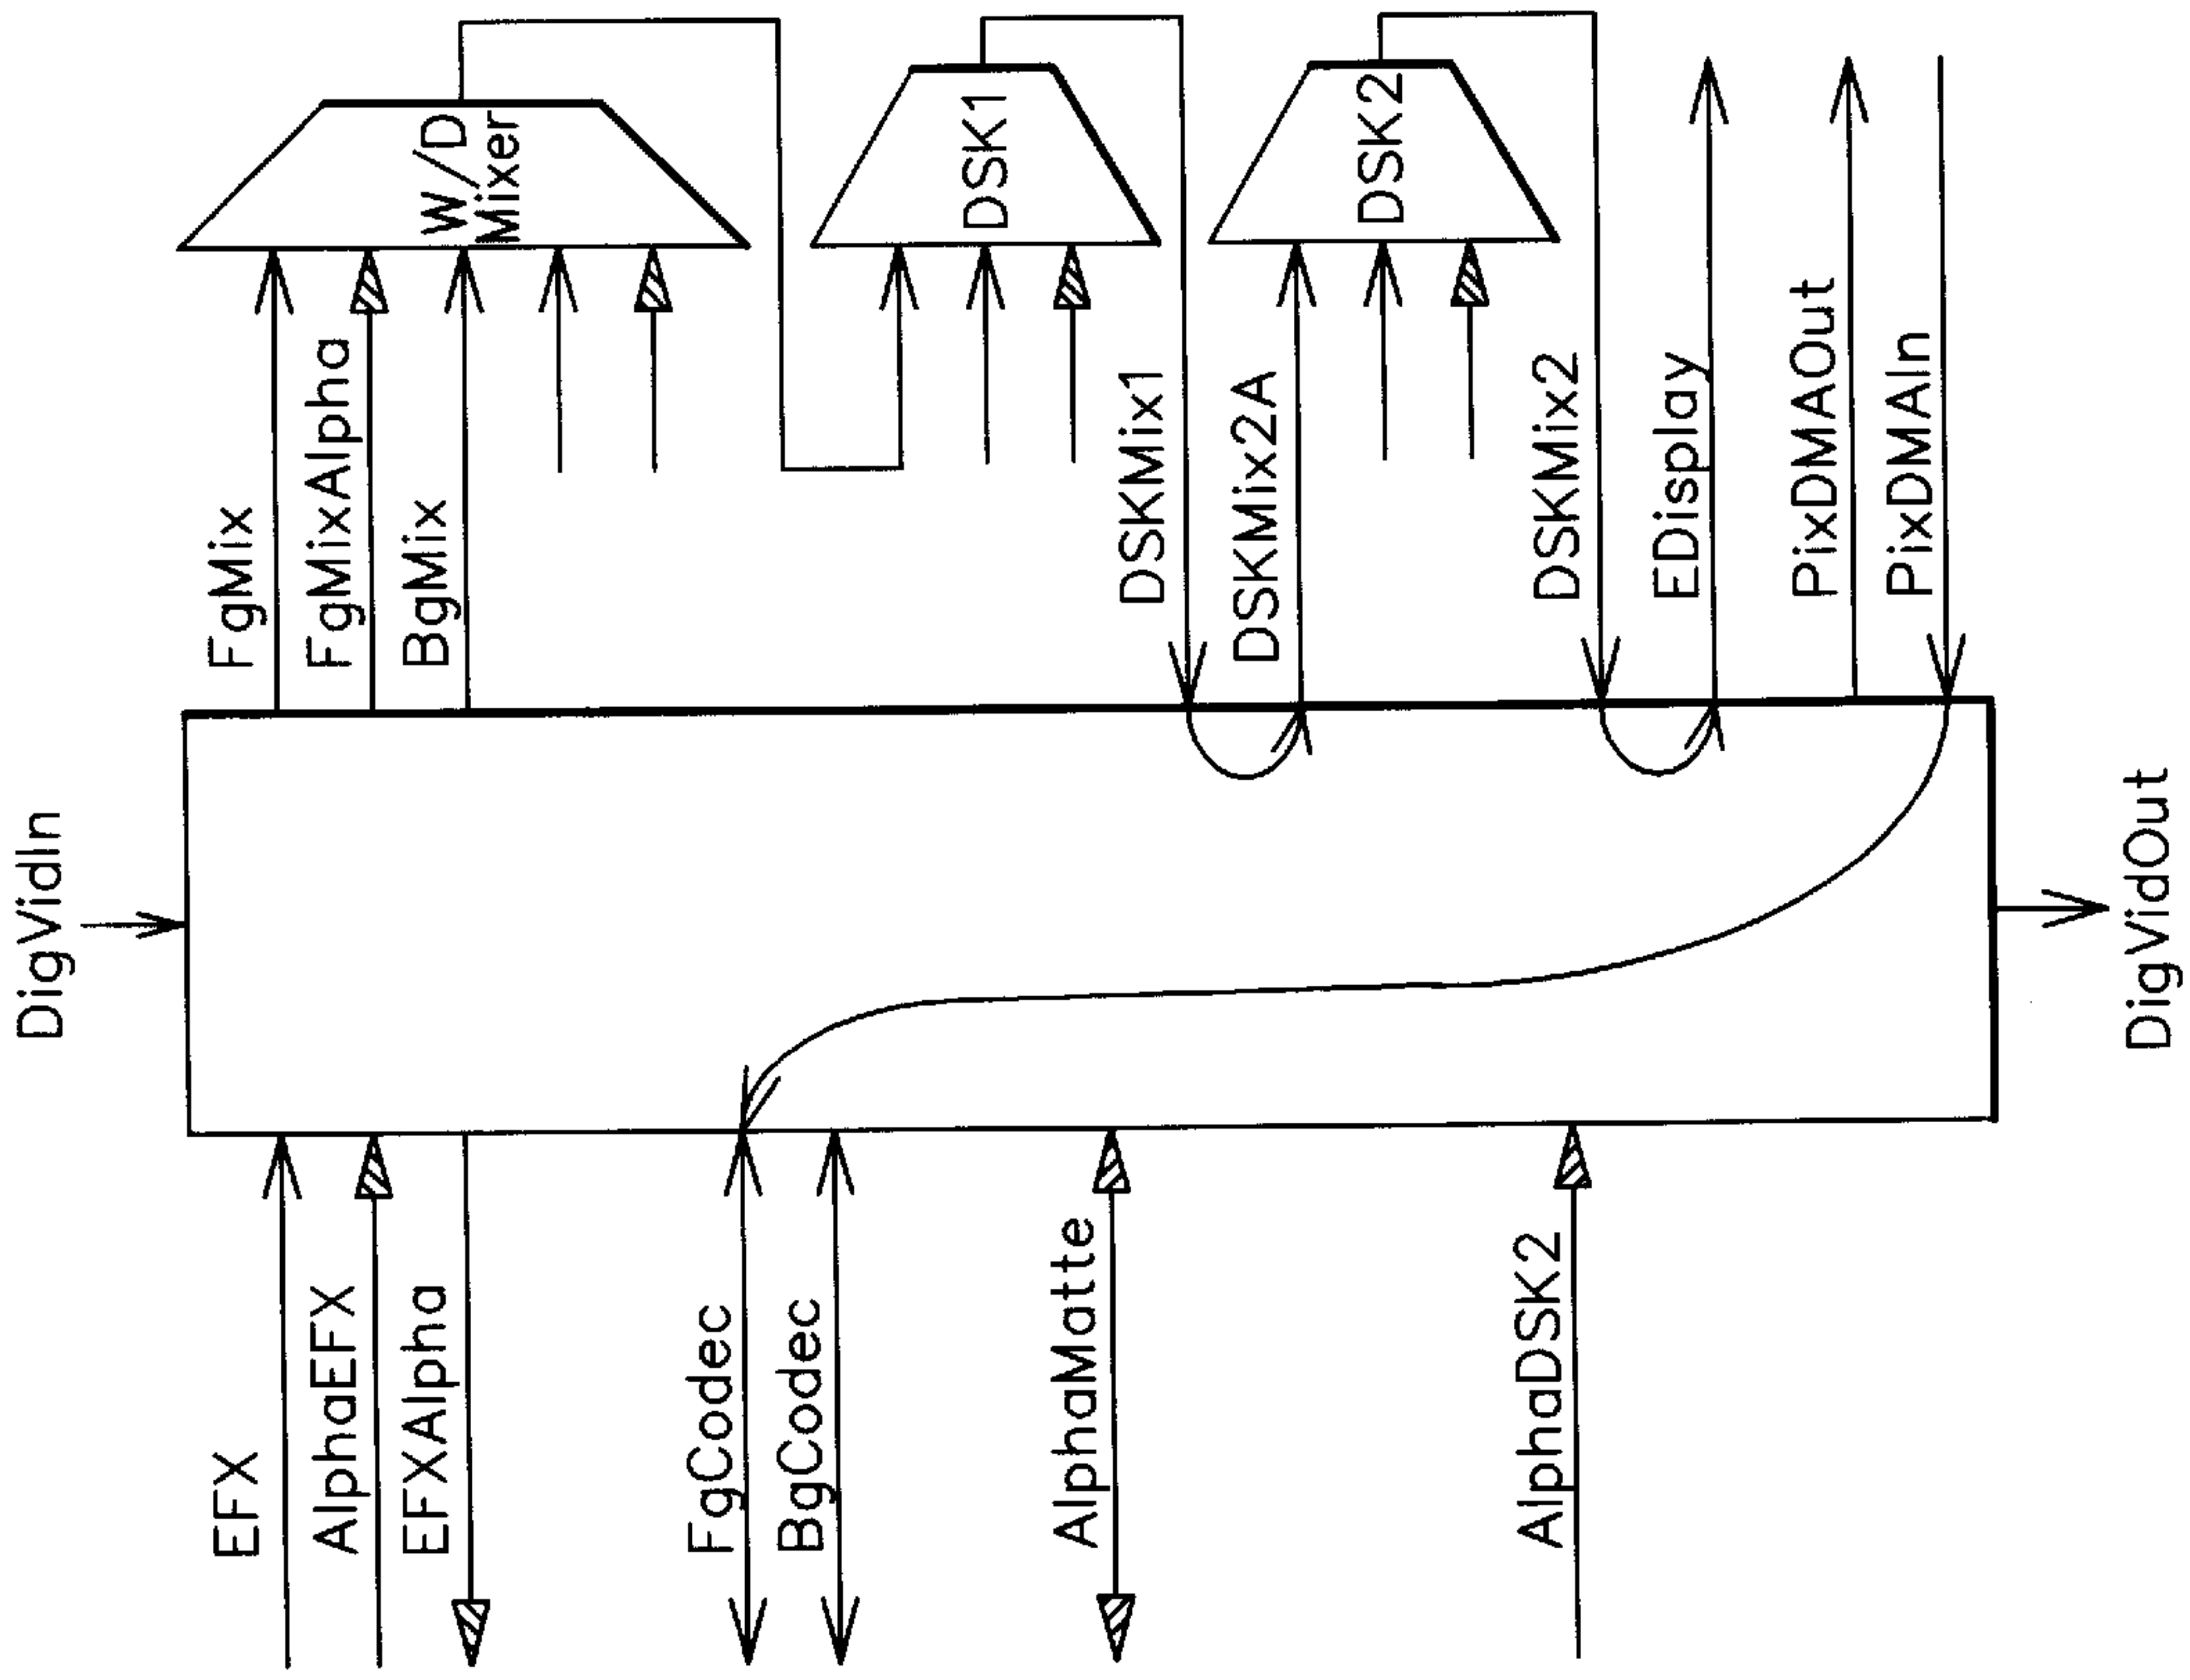 DigVidIn
EFX
AlphaEFX
EFXAlpha
FgCodec
BgCodec
AlphaMatte
AlphaDSK2
FgMix
FgMixAlpha
BgMix
W/D
Mixer
DSK1
DSKMix1
DSKMix2A
DSK2
DSKMix2
EDisplay
PixDMAOut
PixDMAIn
DigVidOut